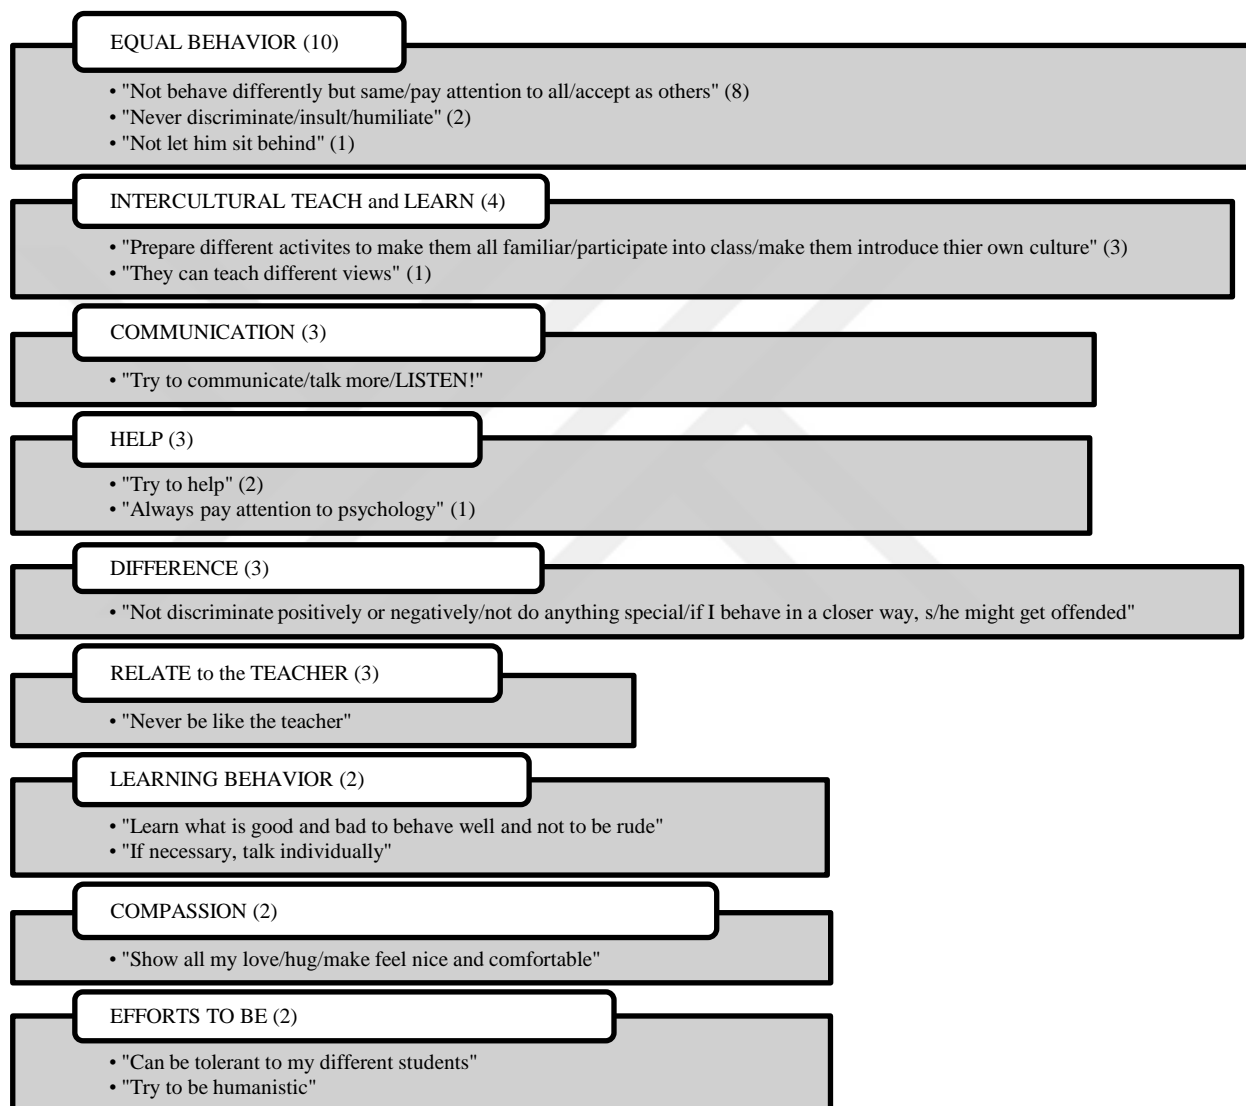 EQUAL BEHAVIOR (10)
• "Not behave differently but same/pay attention to all/accept as others" (8)
• "Never discriminate/insult/humiliate" (2)
• "Not let him sit behind" (1)
INTERCULTURAL TEACH and LEARN (4)
• "Prepare different activites to make them all familiar/participate into class/make them introduce thier own culture" (3)
• "They can teach different views" (1)
COMMUNICATION (3)
• "Try to communicate/talk more/LISTEN!"
HELP (3)
• "Try to help" (2)
• "Always pay attention to psychology" (1)
DIFFERENCE (3)
• "Not discriminate positively or negatively/not do anything special/if I behave in a closer way, s/he might get offended"
RELATE to the TEACHER (3)
• "Never be like the teacher"
LEARNING BEHAVIOR (2)
• "Learn what is good and bad to behave well and not to be rude"
• "If necessary, talk individually"
COMPASSION (2)
• "Show all my love/hug/make feel nice and comfortable"
EFFORTS TO BE (2)
• "Can be tolerant to my different students"
• "Try to be humanistic"